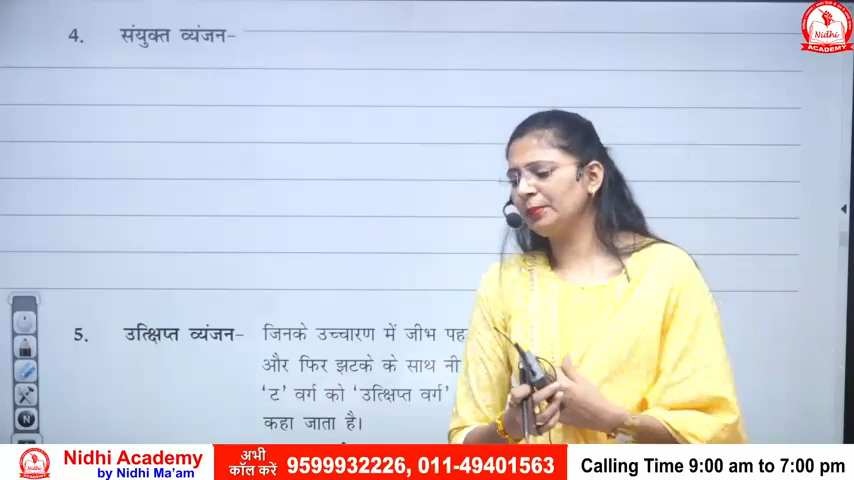 4. संयुक्त व्यंजन-
5. उत्क्षिप्त व्यंजन- जिनके उच्चारण में जीभ पह
और फिर झटके के साथ नी
'ट' वर्ग को 'उत्क्षिप्त वर्ग'
कहा जाता है।
Nidhi
ACADEMY
N
Nidhi Academy
by Nidhi Ma'am
अभी
कॉल करें 9599932226, 011-49401563
Calling Time 9:00 am to 7:00 pm